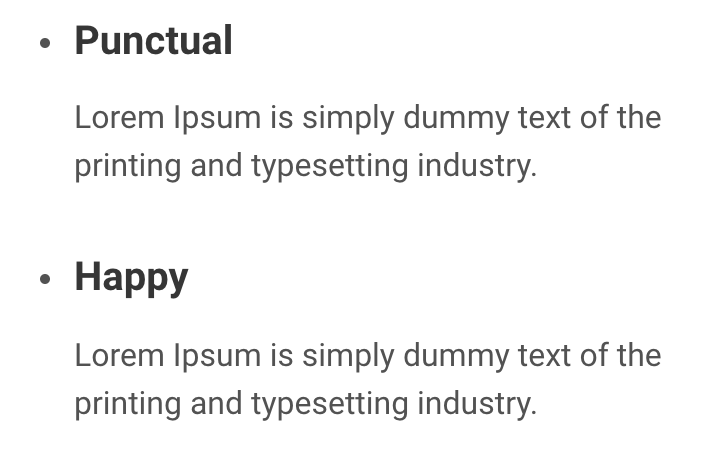 • Punctual
Lorem Ipsum is simply dummy text of the
printing and typesetting industry.
• Happy
Lorem Ipsum is simply dummy text of the
printing and typesetting industry.